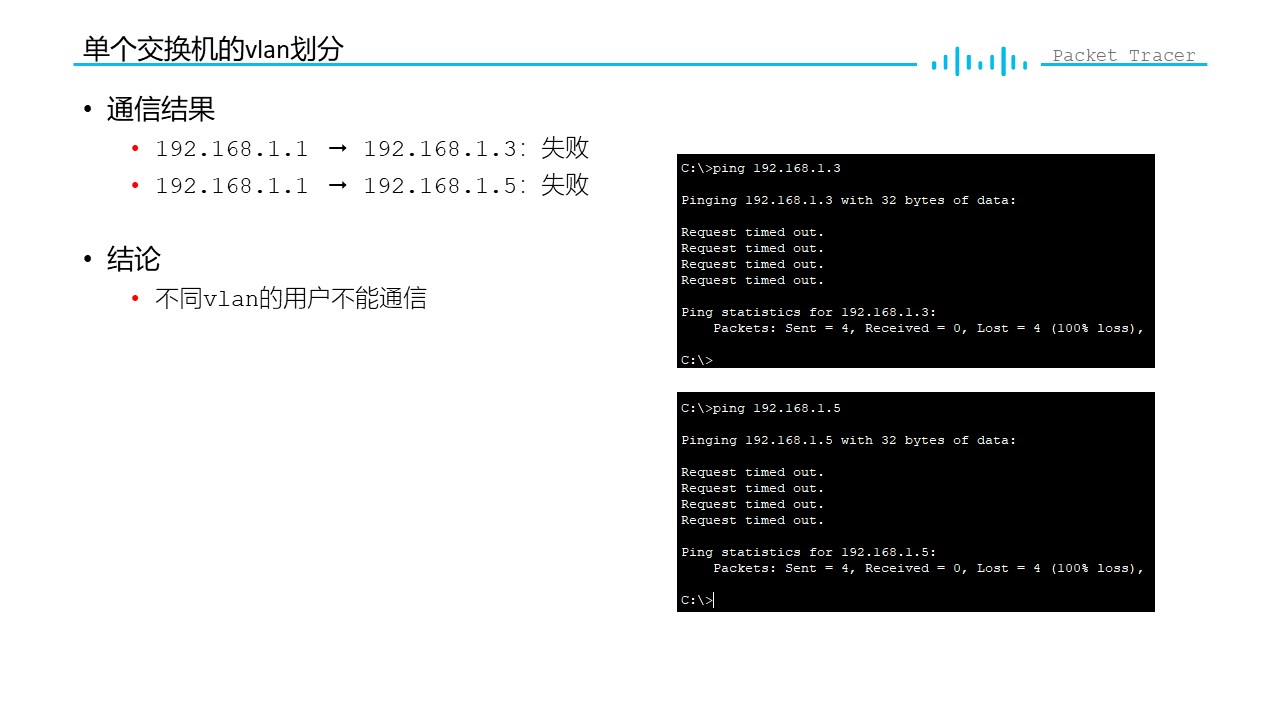 单个交换机的vlan划分
Packet Tracer
• 通信结果
• 192.168.1.1 → 192.168.1.3：失败
• 192.168.1.1 → 192.168.1.5：失败
• 结论
• 不同vlan的用户不能通信
C:\>ping 192.168.1.3
Pinging 192.168.1.3 with 32 bytes of data:
Request timed out.
Request timed out.
Request timed out.
Request timed out.
Ping statistics for 192.168.1.3:
Packets: Sent = 4, Received = 0, Lost = 4 (100% loss),
C:\>
C:\>ping 192.168.1.5
Pinging 192.168.1.5 with 32 bytes of data:
Request timed out.
Request timed out.
Request timed out.
Request timed out.
Ping statistics for 192.168.1.5:
Packets: Sent = 4, Received = 0, Lost = 4 (100% loss),
C:\>